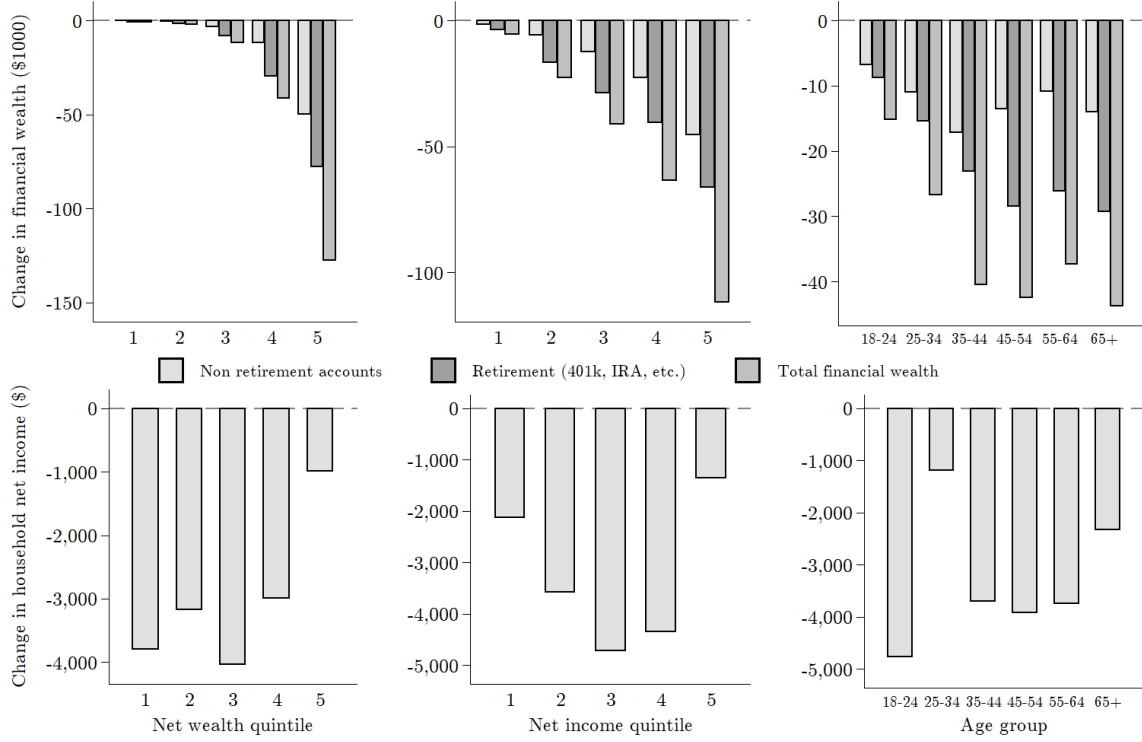 Change in financial wealth ($1000)
0
-50
-100
-150
1 2 3 4 5
0
-50
-100
1 2 3 4 5
0
-10
-20
-30
-40
18-24 25-34 35-44 45-54 55-64 65+
Non retirement accounts
Retirement (401k, IRA, etc.)
Total financial wealth
Change in household net income ($)
0
-1,000
-2,000
-3,000
-4,000
1 2 3 4 5
Net wealth quintile
0
-1,000
-2,000
-3,000
-4,000
-5,000
1 2 3 4 5
Net income quintile
0
-1,000
-2,000
-3,000
-4,000
-5,000
18-24 25-34 35-44 45-54 55-64 65+
Age group